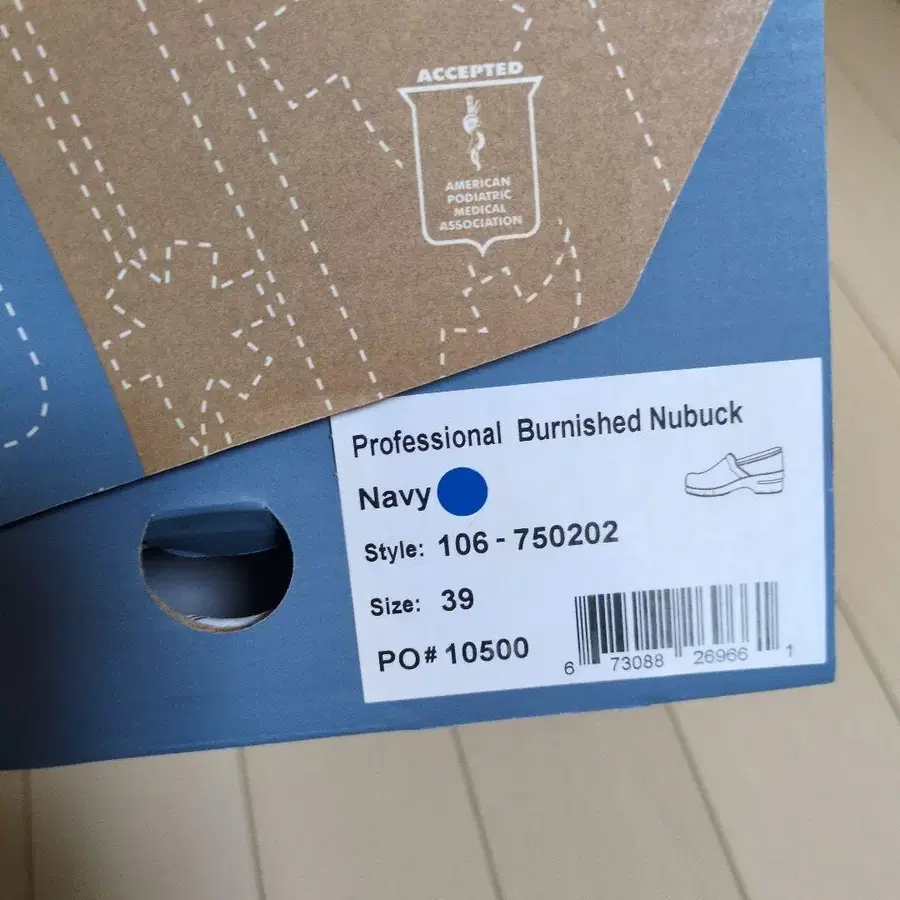 ACCEPTED
AMERICAN
PODIATRIC
MEDICAL
ASSOCIATION
Professional Burnished Nubuck
Navy
Style: 106 - 750202
Size: 39
PO# 10500
6 73088 26966 1